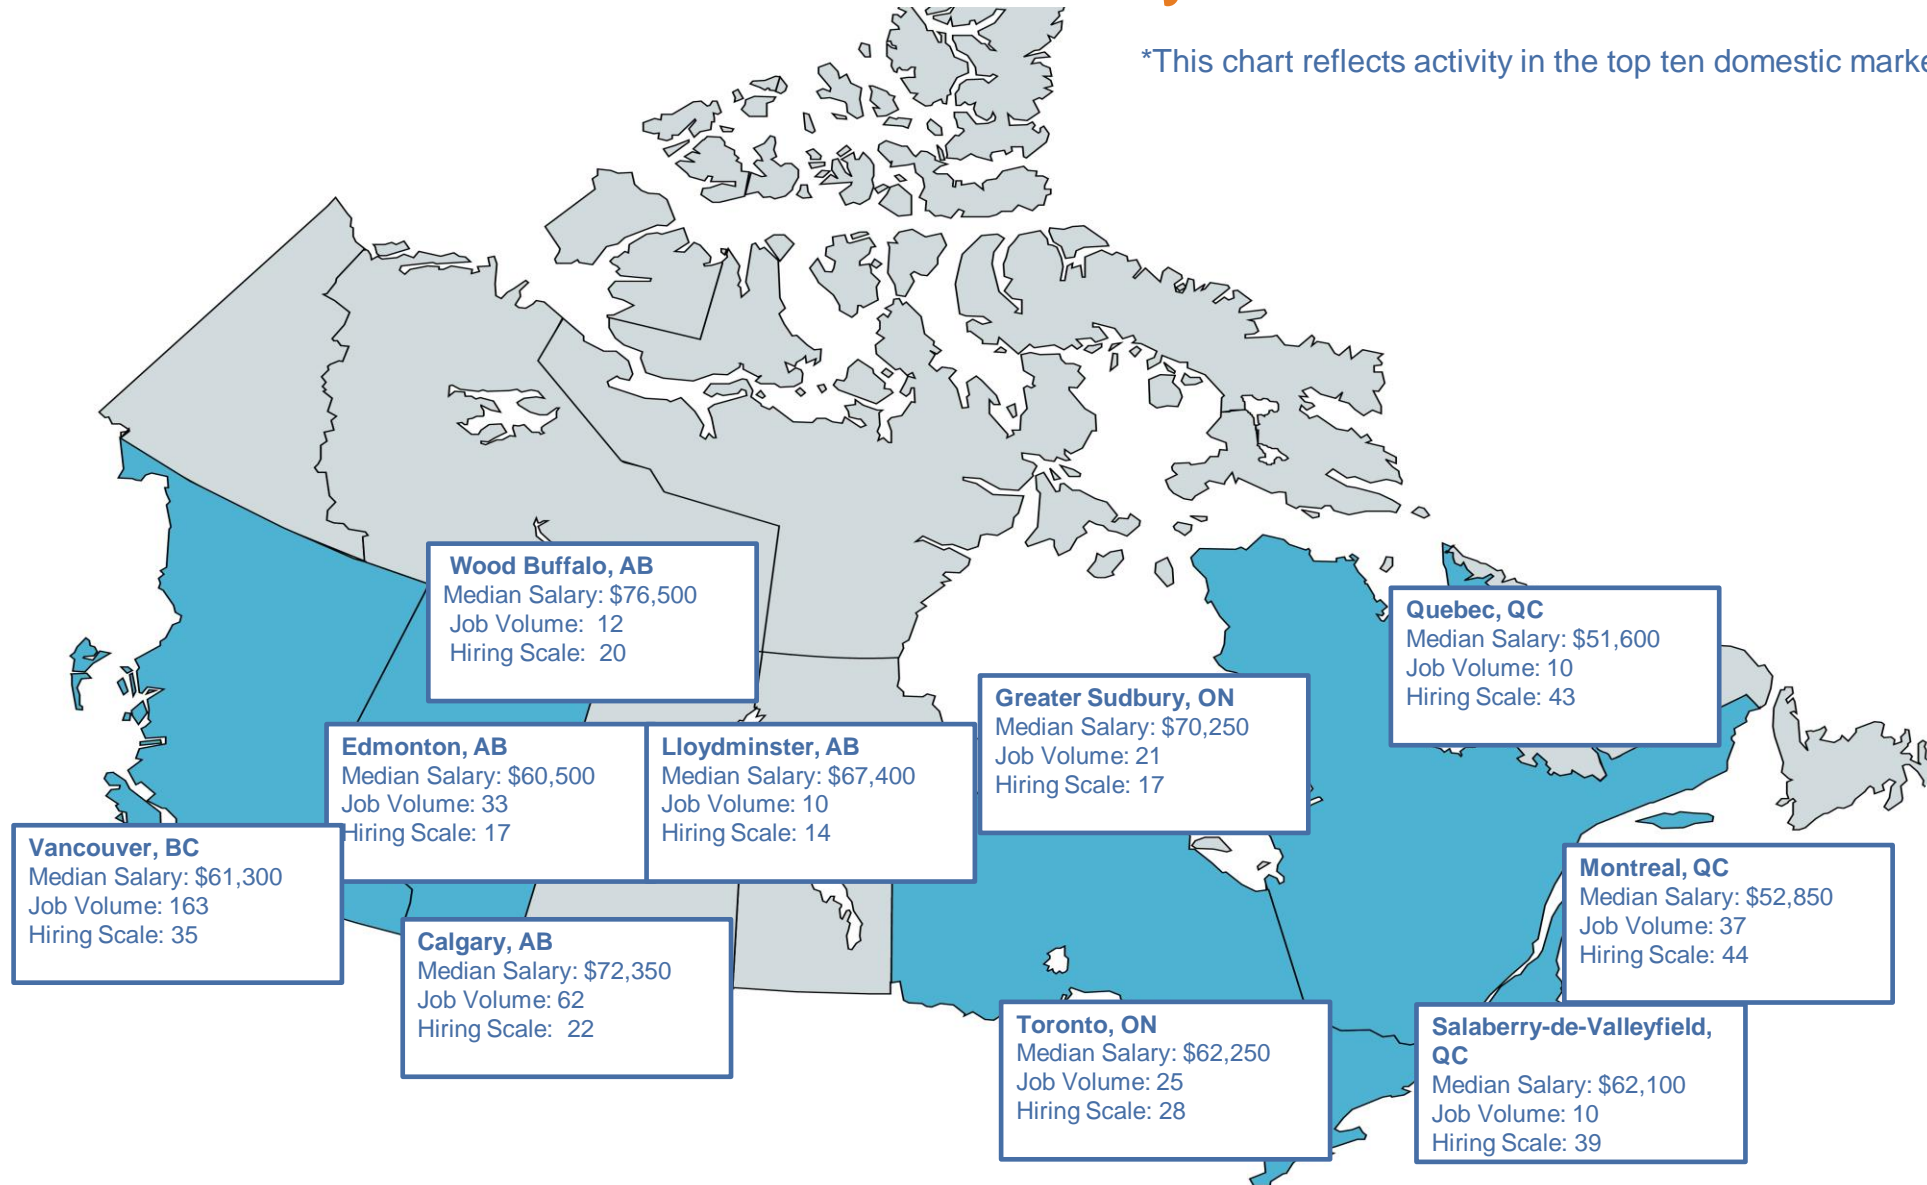 *This chart reflects activity in the top ten domestic
Wood Buffalo, AB
Median Salary: $76,500
Job Volume: 12
Hiring Scale: 20
Quebec, QC
Median Salary: $51,600
Job Volume: 10
Hiring Scale: 43
Greater Sudbury, ON
Median Salary: $70,250
Job Volume: 21
Hiring Scale: 17
Edmonton, AB
Median Salary: $60,500
Job Volume: 33
Hiring Scale: 17
Lloydminster, AB
Median Salary: $67,400
Job Volume: 10
Hiring Scale: 14
Vancouver, BC
Median Salary: $61,300
Job Volume: 163
Hiring Scale: 35
Montreal, QC
Median Salary: $52,850
Job Volume: 37
Hiring Scale: 44
Calgary, AB
Median Salary: $72,350
Job Volume: 62
Hiring Scale: 22
Toronto, ON
Median Salary: $62,250
Job Volume: 25
Hiring Scale: 28
Salaberry-de-Valleyfield,
QC
Median Salary: $62,100
Job Volume: 10
Hiring Scale: 39